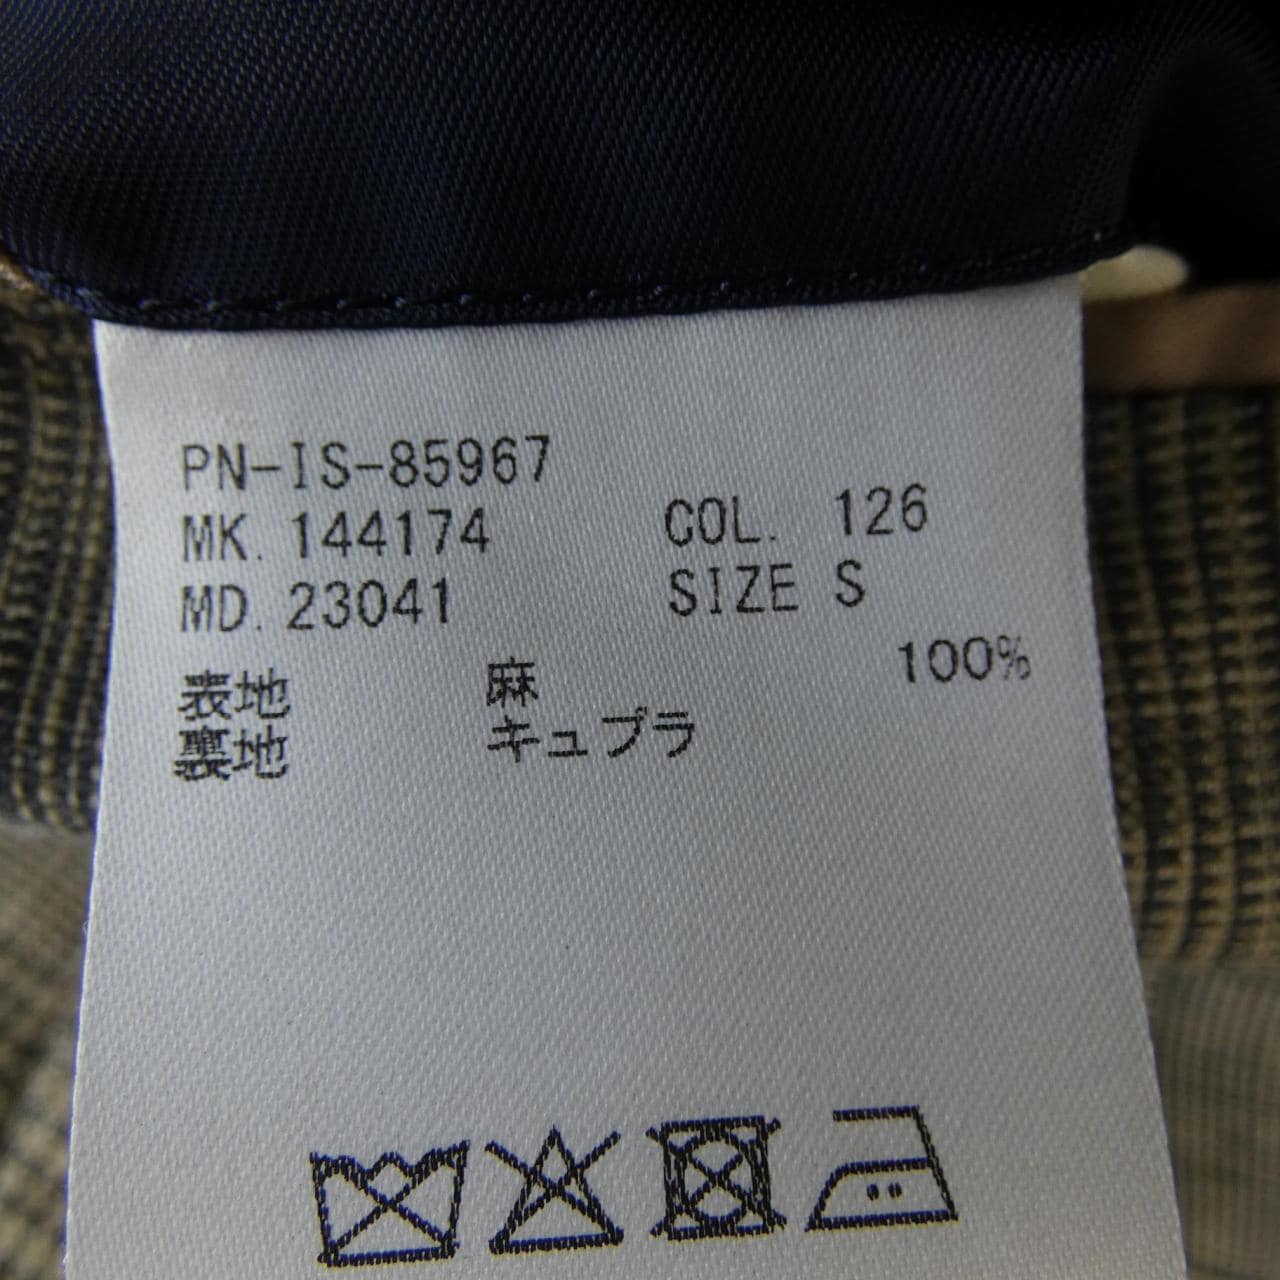 PN-IS-85967
MK. 144174 COL. 126
MD. 23041 SIZE S
表地 麻 100%
裏地 キュプラ